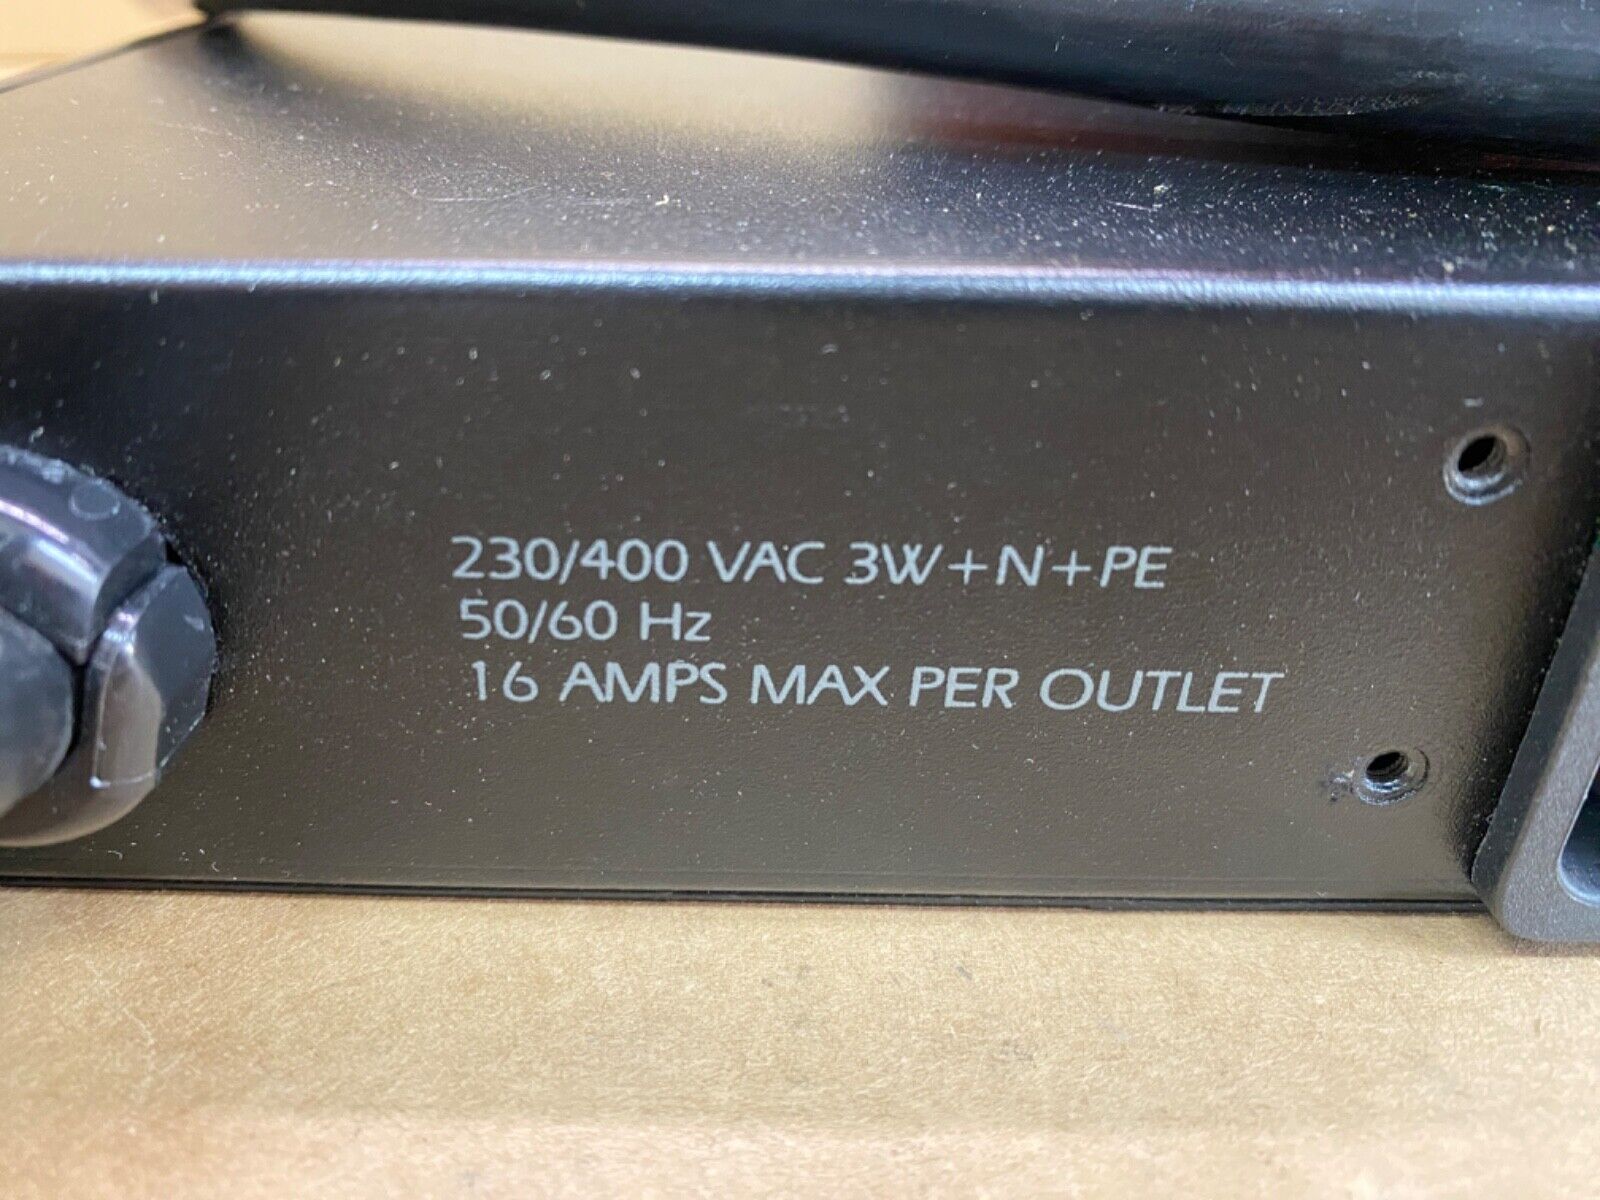 230/400 VAC 3W+N+PE
50/60 Hz
16 AMPS MAX PER OUTLET